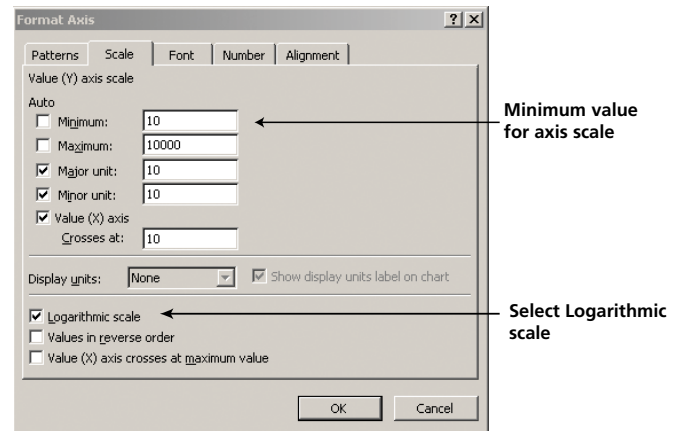 Format Axis
Patterns Scale Font Number Alignment
Value (Y) axis scale
Auto
Minimum: 10
Maximum: 10000
Major unit: 10
Minor unit: 10
Value (X) axis
Crosses at: 10
Display units: None Show display units label on chart
Logarithmic scale
Values in reverse order
Value (X) axis crosses at maximum value
OK Cancel
Minimum value
for axis scale
Select Logarithmic
scale